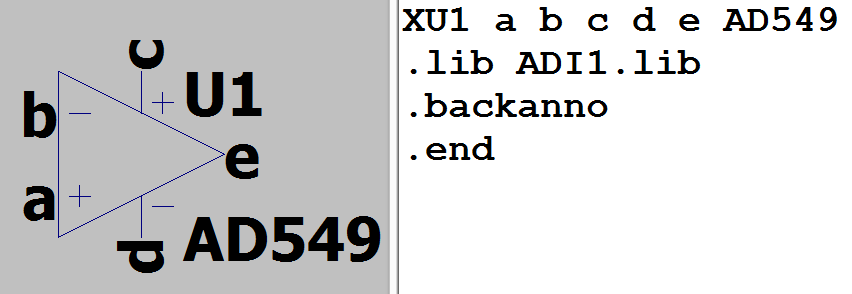 c
+ U1
b −
e
a +
−
d AD549
XU1 a b c d e AD549
.lib ADI1.lib
.backanno
.end